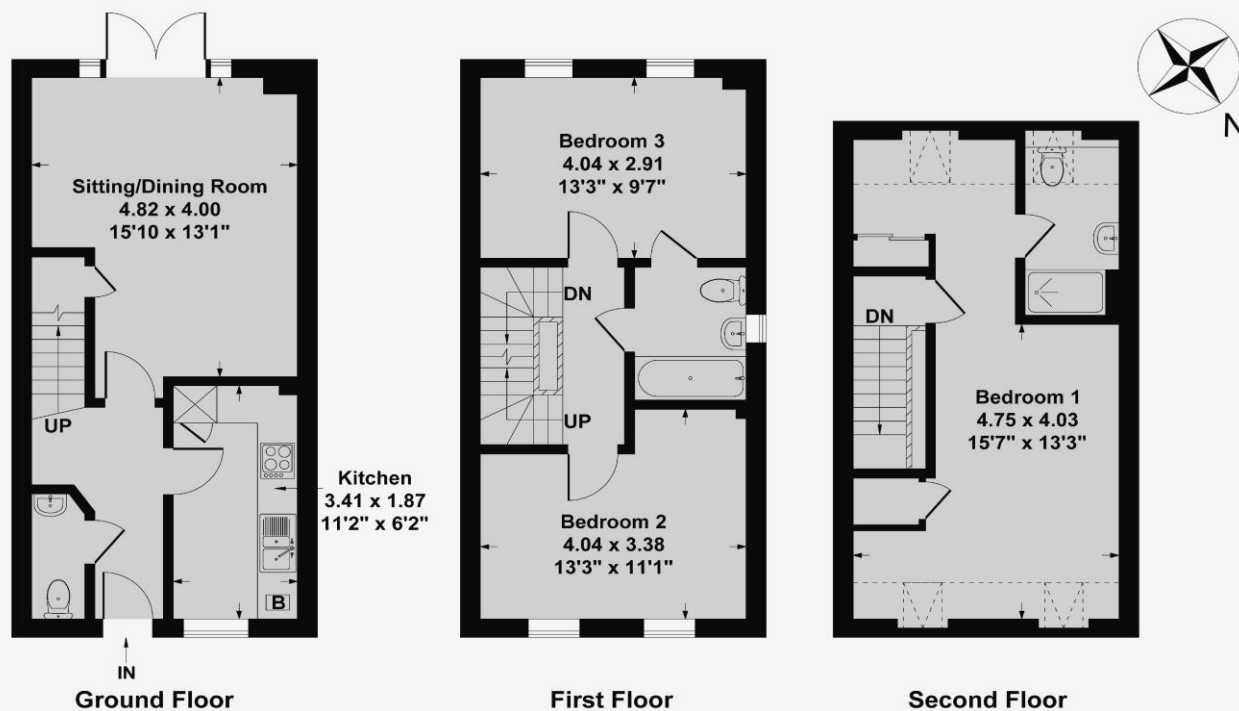 Sitting/Dining Room
4.82 x 4.00
15'10 x 13'1"
UP
Kitchen
3.41 x 1.87
11'2" x 6'2"
B
IN
Ground Floor
Bedroom 3
4.04 x 2.91
13'3" x 9'7"
DN
UP
Bedroom 2
4.04 x 3.38
13'3" x 11'1"
First Floor
N
DN
Bedroom 1
4.75 x 4.03
15'7" x 13'3"
Second Floor